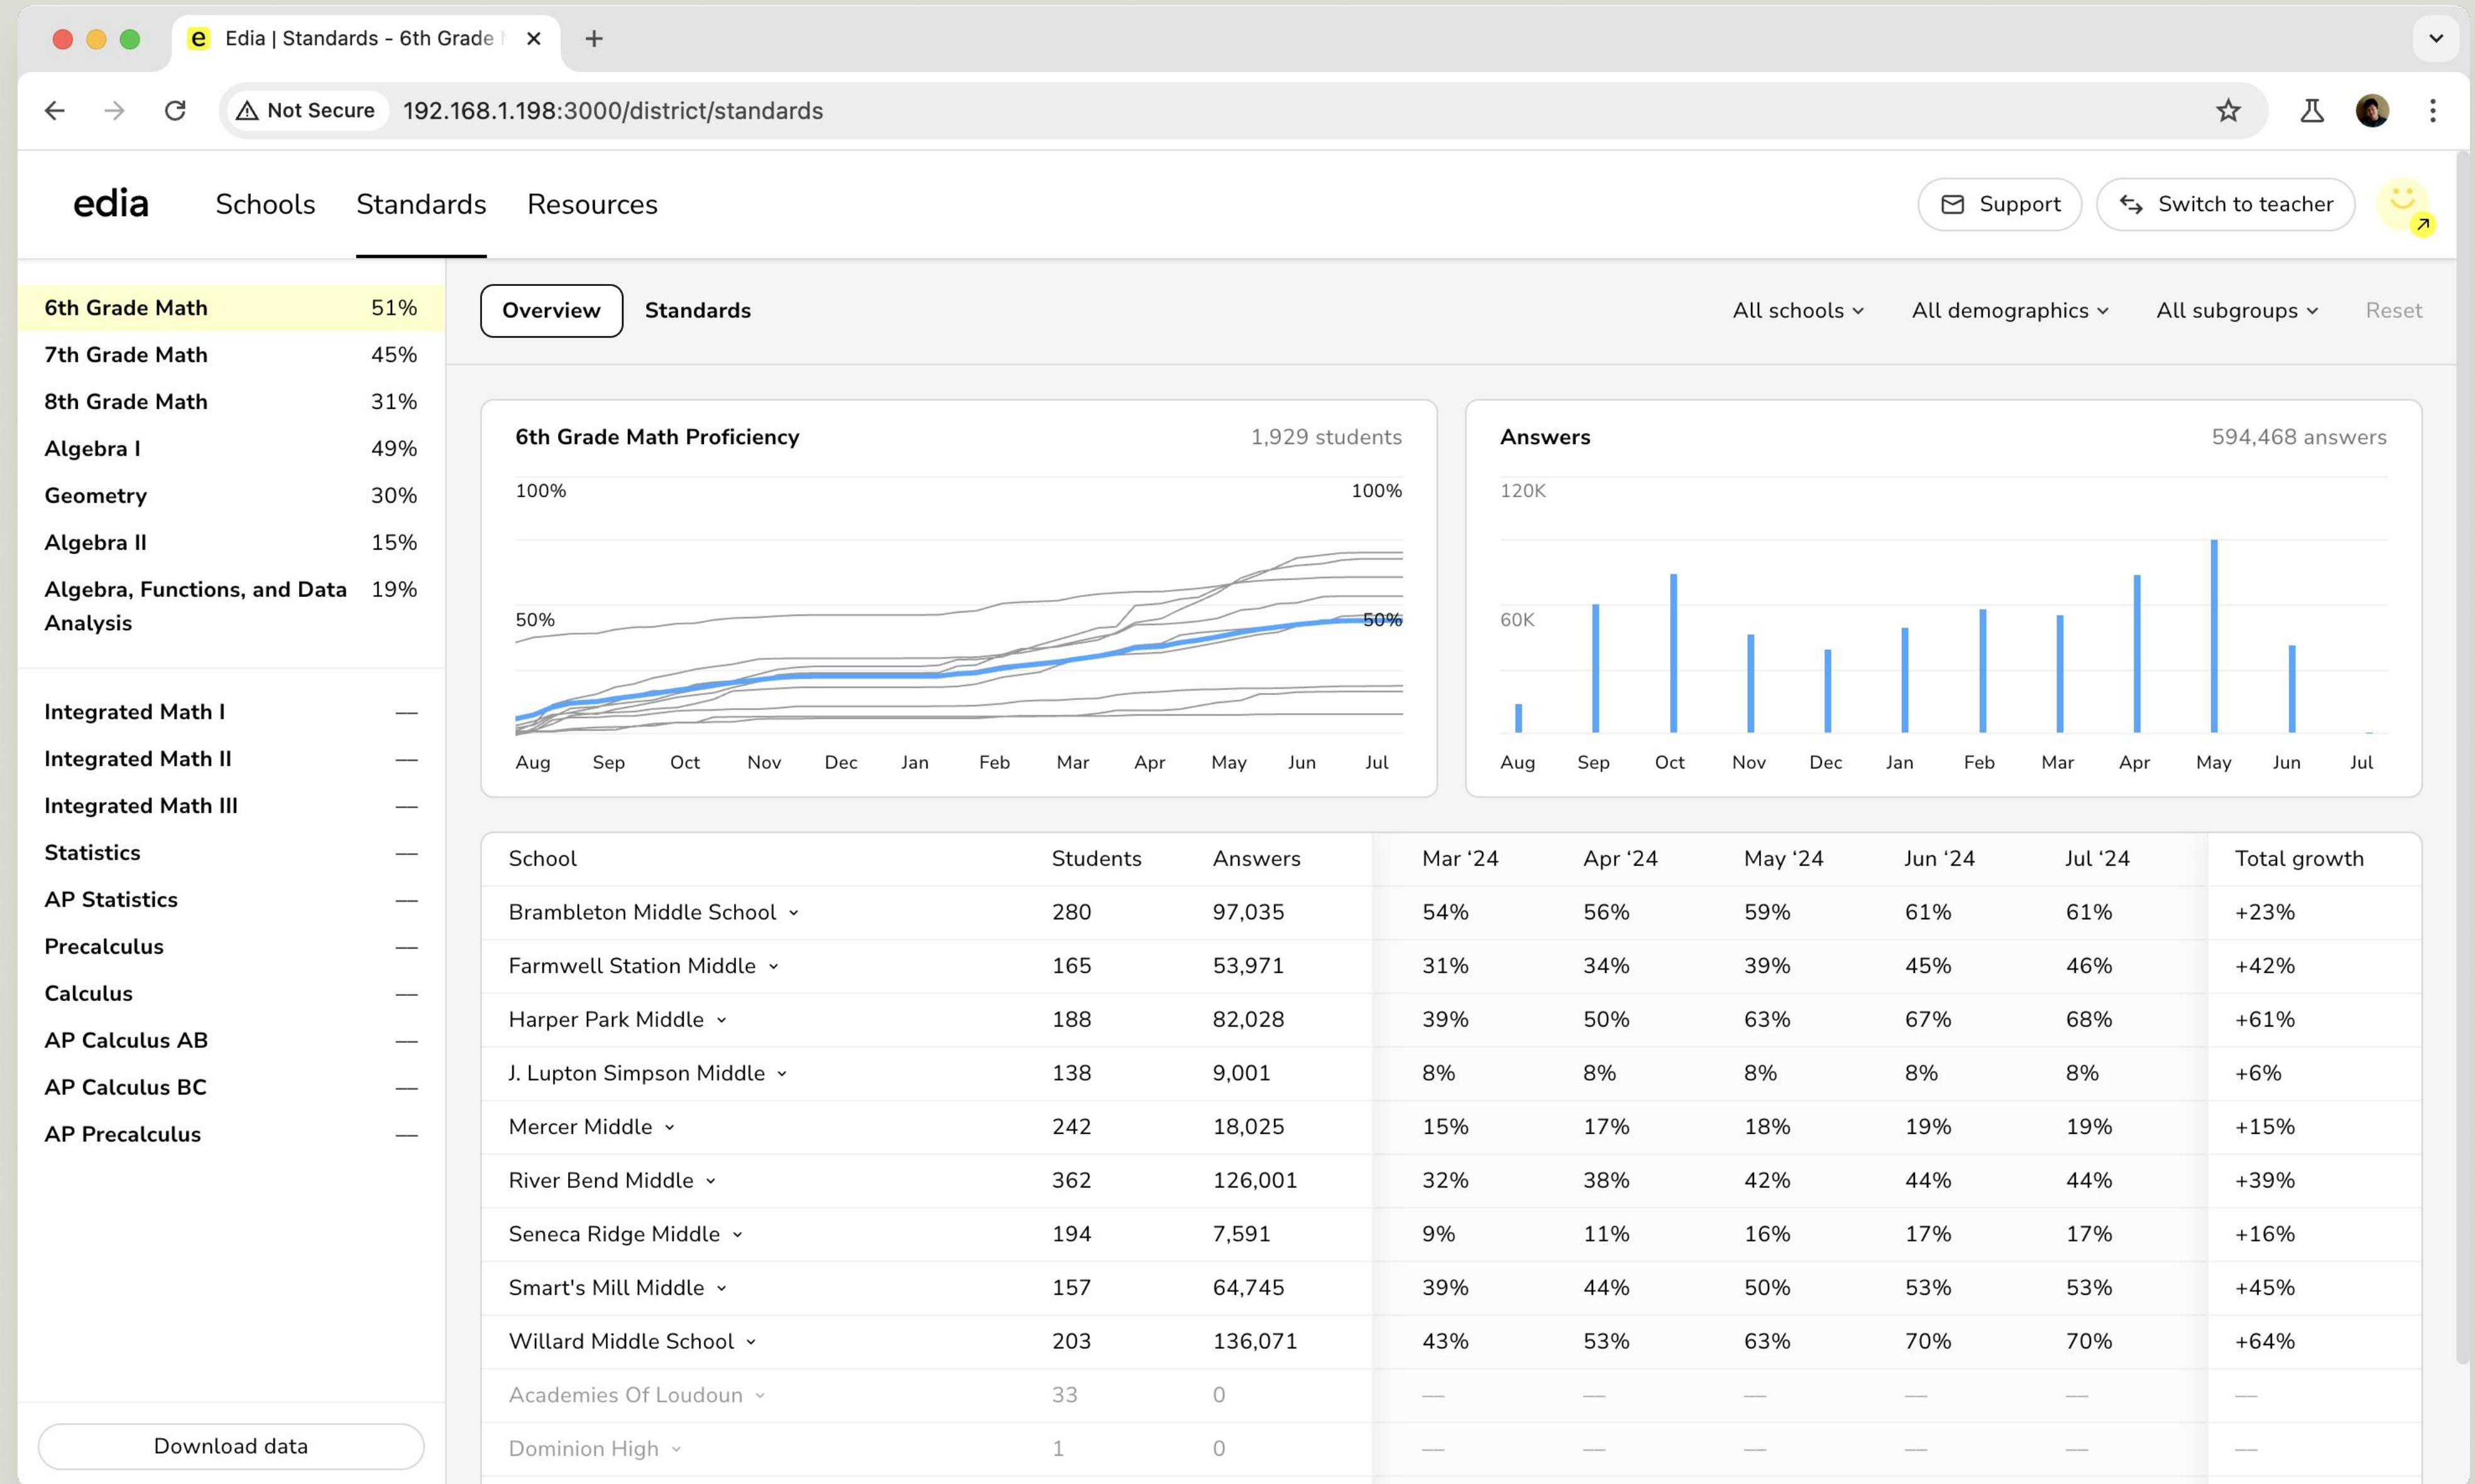 e Edia | Standards - 6th Grade
Not Secure 192.168.1.198:3000/district/standards
edia Schools Standards Resources Support Switch to teacher
6th Grade Math 51%
7th Grade Math 45%
8th Grade Math 31%
Algebra I 49%
Geometry 30%
Algebra II 15%
Algebra, Functions, and Data 19%
Analysis
Integrated Math I —
Integrated Math II —
Integrated Math III —
Statistics —
AP Statistics —
Precalculus —
Calculus —
AP Calculus AB —
AP Calculus BC —
AP Precalculus —
Download data
Overview Standards All schools All demographics All subgroups Reset
6th Grade Math Proficiency 1,929 students
100% 100%
50% 50%
Aug Sep Oct Nov Dec Jan Feb Mar Apr May Jun Jul
Answers 594,468 answers
120K
60K
Aug Sep Oct Nov Dec Jan Feb Mar Apr May Jun Jul
School Students Answers Mar ‘24 Apr ‘24 May ‘24 Jun ‘24 Jul ‘24 Total growth
Brambleton Middle School 280 97,035 54% 56% 59% 61% 61% +23%
Farmwell Station Middle 165 53,971 31% 34% 39% 45% 46% +42%
Harper Park Middle 188 82,028 39% 50% 63% 67% 68% +61%
J. Lupton Simpson Middle 138 9,001 8% 8% 8% 8% 8% +6%
Mercer Middle 242 18,025 15% 17% 18% 19% 19% +15%
River Bend Middle 362 126,001 32% 38% 42% 44% 44% +39%
Seneca Ridge Middle 194 7,591 9% 11% 16% 17% 17% +16%
Smart's Mill Middle 157 64,745 39% 44% 50% 53% 53% +45%
Willard Middle School 203 136,071 43% 53% 63% 70% 70% +64%
Academies Of Loudoun 33 0 — — — — — —
Dominion High 1 0 — — — — — —